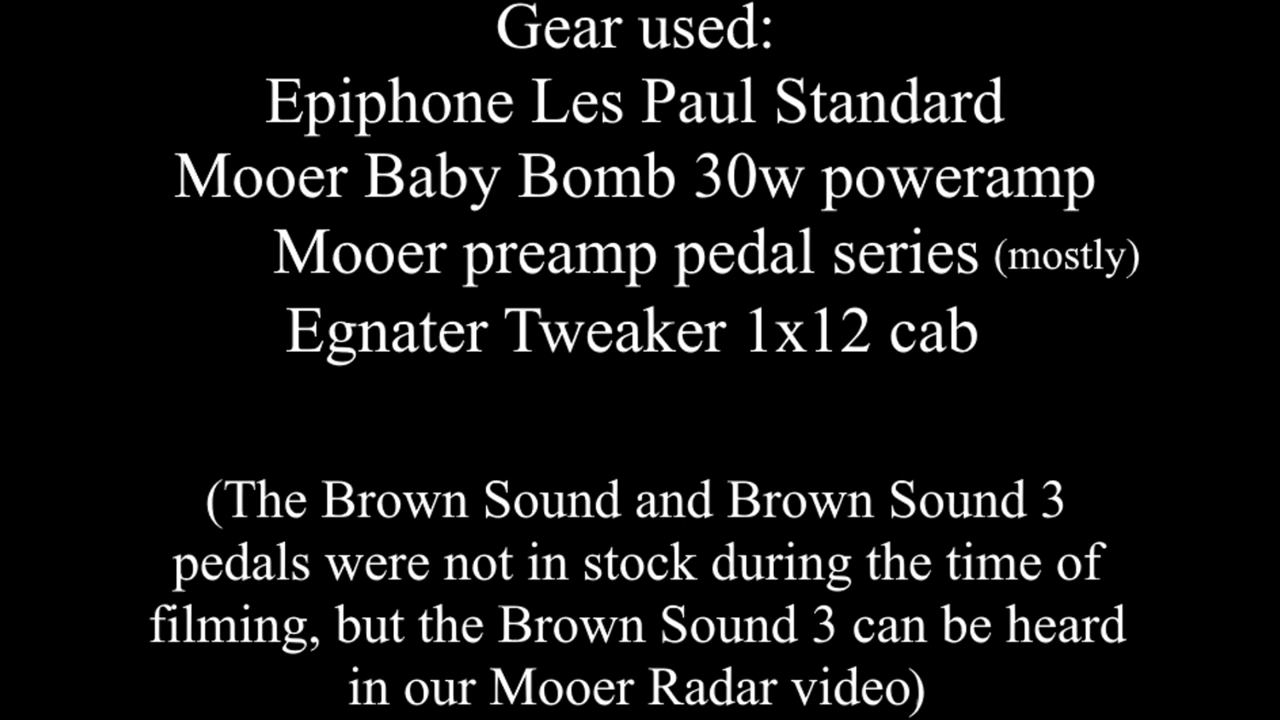 Gear used:
Epiphone Les Paul Standard
Mooer Baby Bomb 30w poweramp
Mooer preamp pedal series (mostly)
Egnater Tweaker 1x12 cab
(The Brown Sound and Brown Sound 3
pedals were not in stock during the time of
filming, but the Brown Sound 3 can be heard
in our Mooer Radar video)